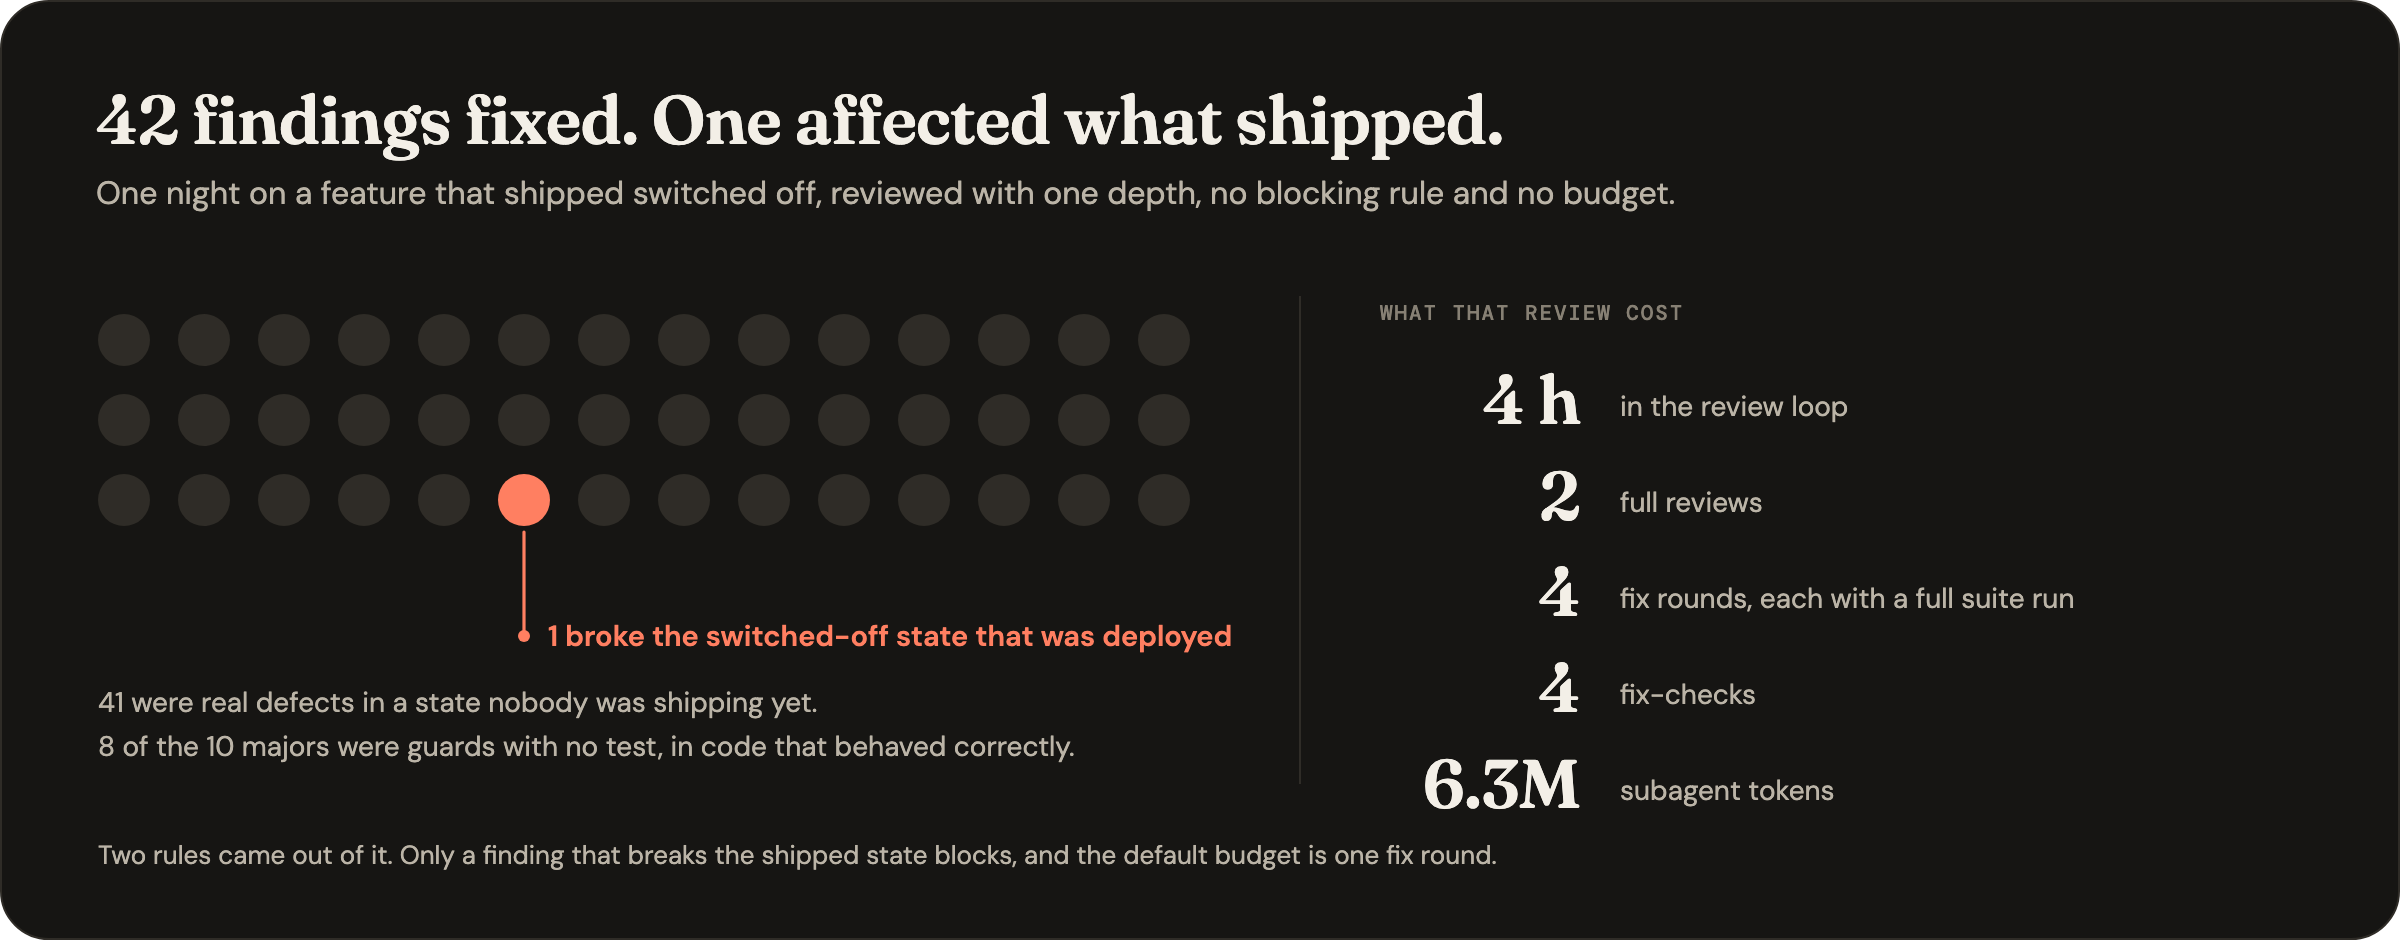 42 findings fixed. One affected what shipped.
One night on a feature that shipped switched off, reviewed with one depth, no blocking rule and no budget.
1 broke the switched-off state that was deployed
41 were real defects in a state nobody was shipping yet.
8 of the 10 majors were guards with no test, in code that behaved correctly.
WHAT THAT REVIEW COST
4 h in the review loop
2 full reviews
4 fix rounds, each with a full suite run
4 fix-checks
6.3M subagent tokens
Two rules came out of it. Only a finding that breaks the shipped state blocks, and the default budget is one fix round.